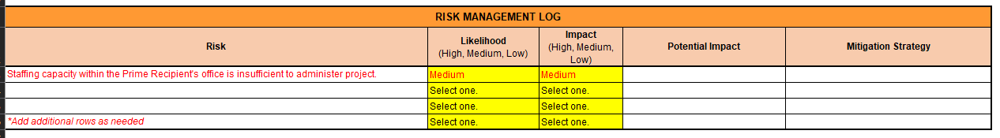 RISK MANAGEMENT LOG
Risk
Likelihood
(High, Medium, Low)
Impact
(High, Medium,
Low)
Potential Impact
Mitigation Strategy
Staffing capacity within the Prime Recipient's office is insufficient to administer project.
Medium
Medium
Select one.
Select one.
Select one.
Select one.
*Add additional rows as needed
Select one.
Select one.